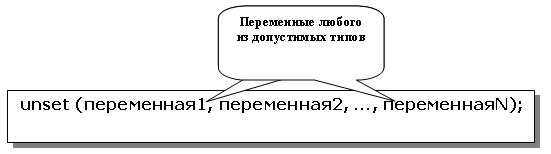 Переменные любого
из допустимых типов
unset (переменная1, переменная2, ..., переменнаяN);